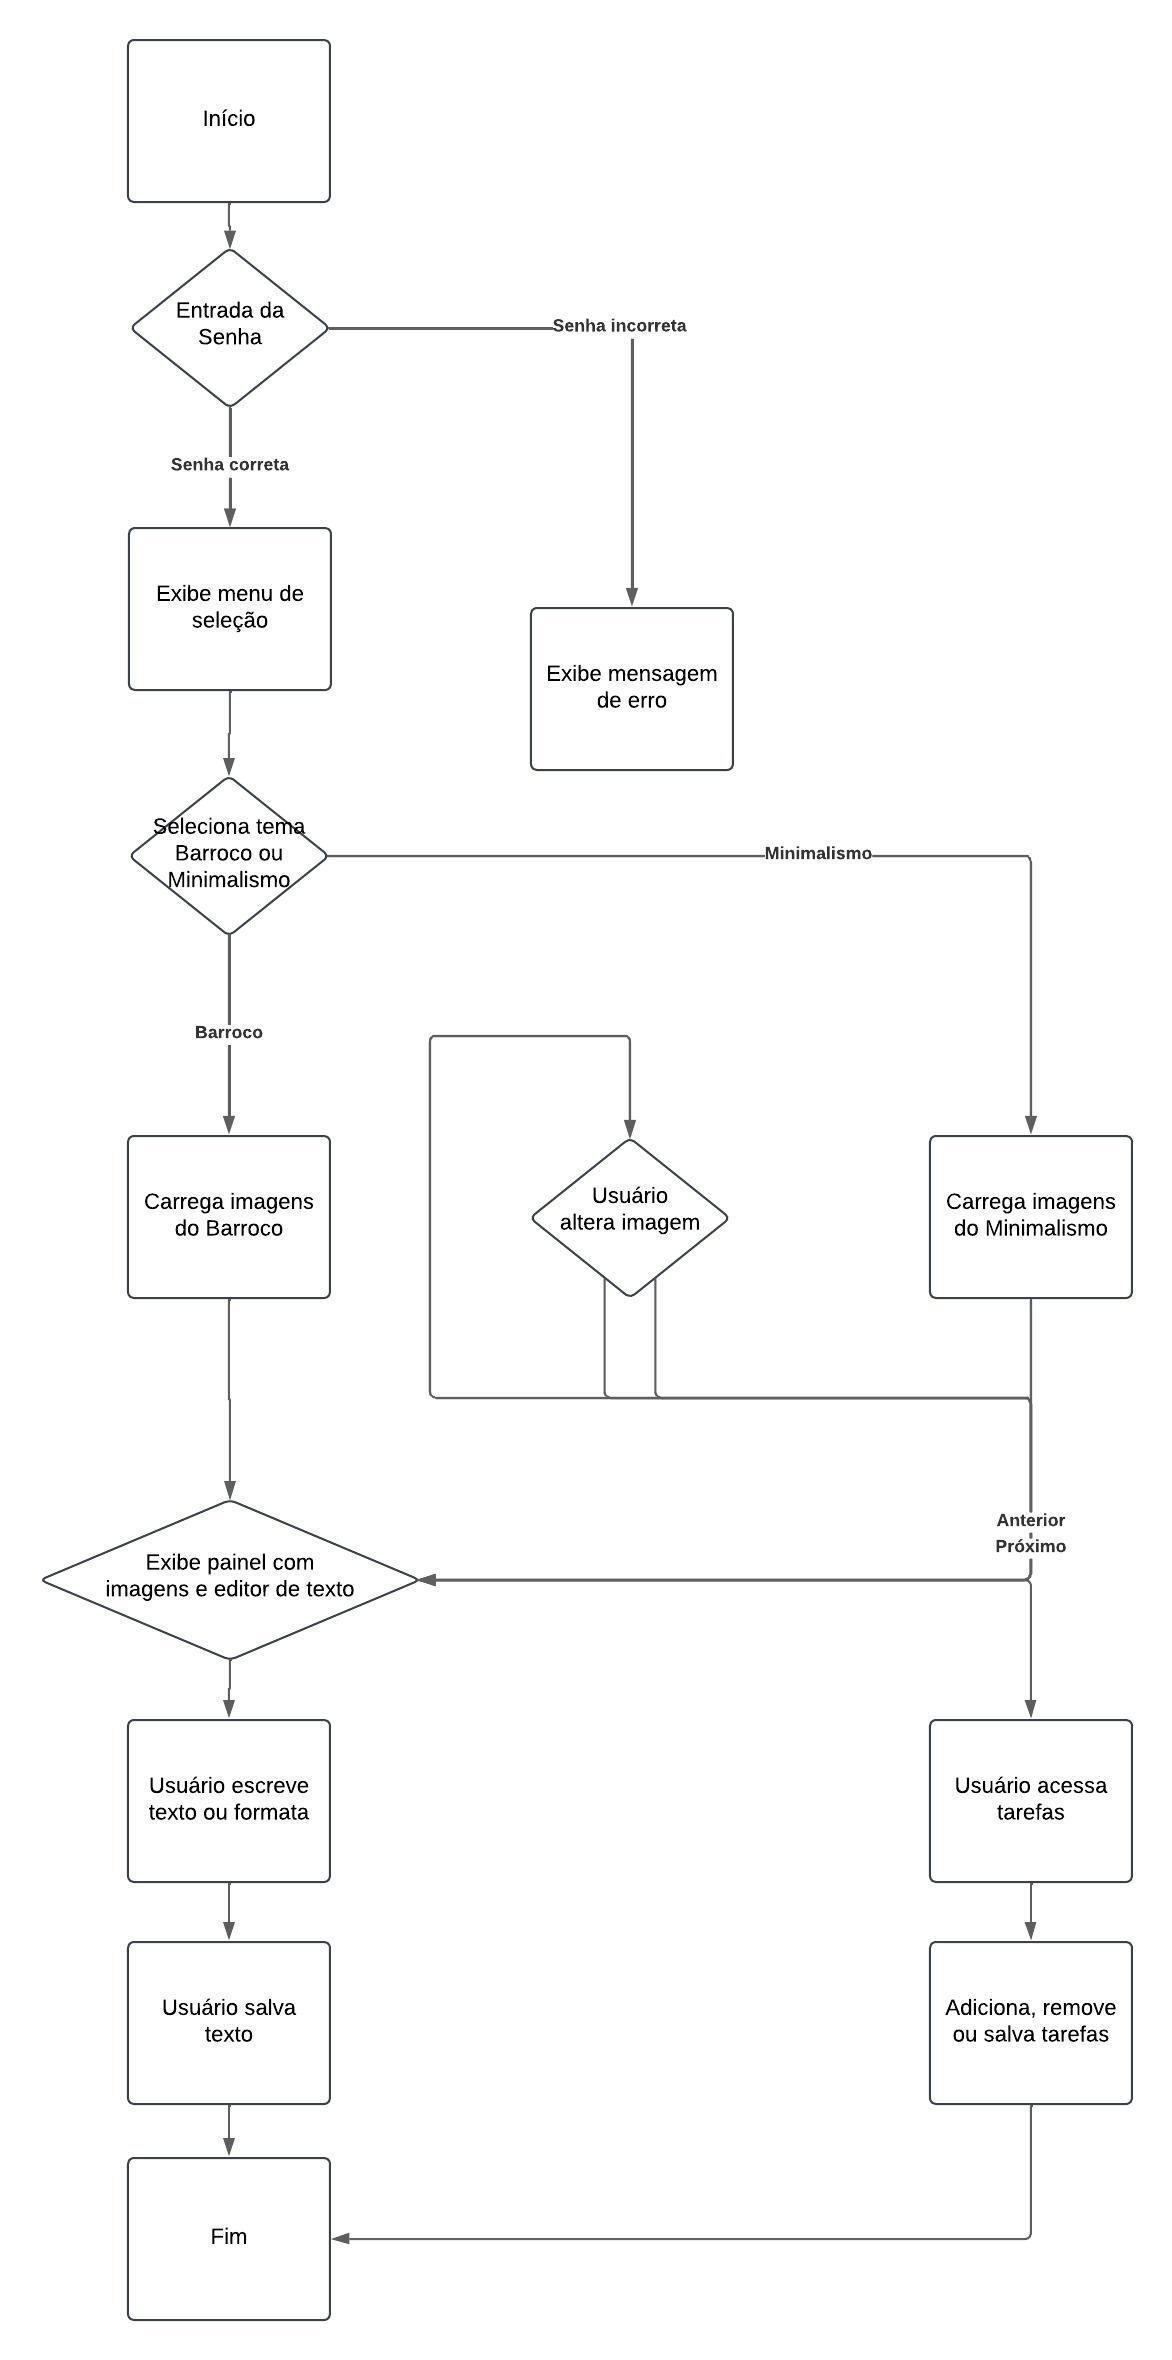 Início
Entrada da
Senha
Senha incorreta
Senha correta
Exibe menu de
seleção
Exibe mensagem
de erro
Seleciona tema
Barroco ou
Minimalismo
Minimalismo
Barroco
Carrega imagens
do Barroco
Usuário
altera imagem
Carrega imagens
do Minimalismo
Anterior
Próximo
Exibe painel com
imagens e editor de texto
Usuário escreve
texto ou formata
Usuário acessa
tarefas
Usuário salva
texto
Adiciona, remove
ou salva tarefas
Fim